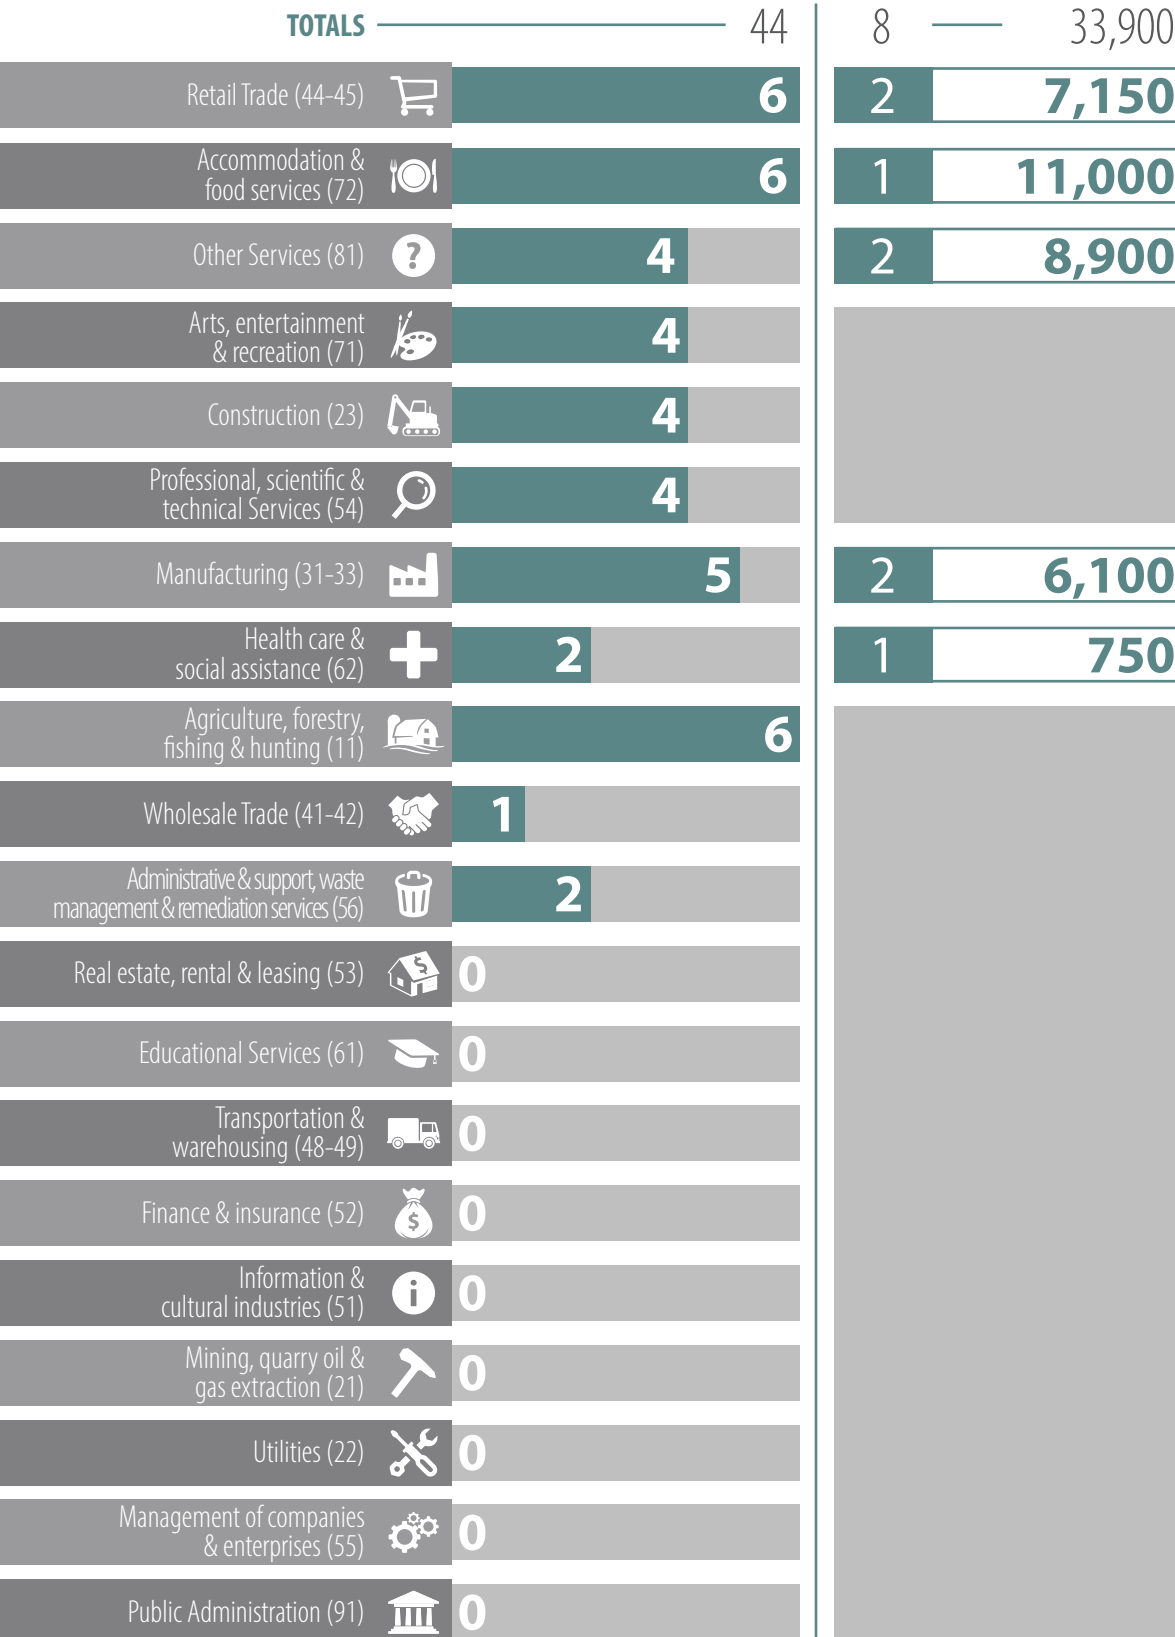 TOTALS 44 8 33,900
Retail Trade (44-45) 6 2 7,150
Accommodation &
food services (72) 6 1 11,000
Other Services (81) ? 4 2 8,900
Arts, entertainment
& recreation (71) 4
Construction (23) 4
Professional, scientific &
technical Services (54) 4
Manufacturing (31-33) 5 2 6,100
Health care &
social assistance (62) 2 1 750
Agriculture, forestry,
fishing & hunting (11) 6
Wholesale Trade (41-42) 1
Administrative & support, waste
management & remediation services (56) 2
Real estate, rental & leasing (53) $ 0
Educational Services (61) 0
Transportation &
warehousing (48-49) 0
Finance & insurance (52) $ 0
Information &
cultural industries (51) i 0
Mining, quarry oil &
gas extraction (21) 0
Utilities (22) 0
Management of companies
& enterprises (55) 0
Public Administration (91) 0